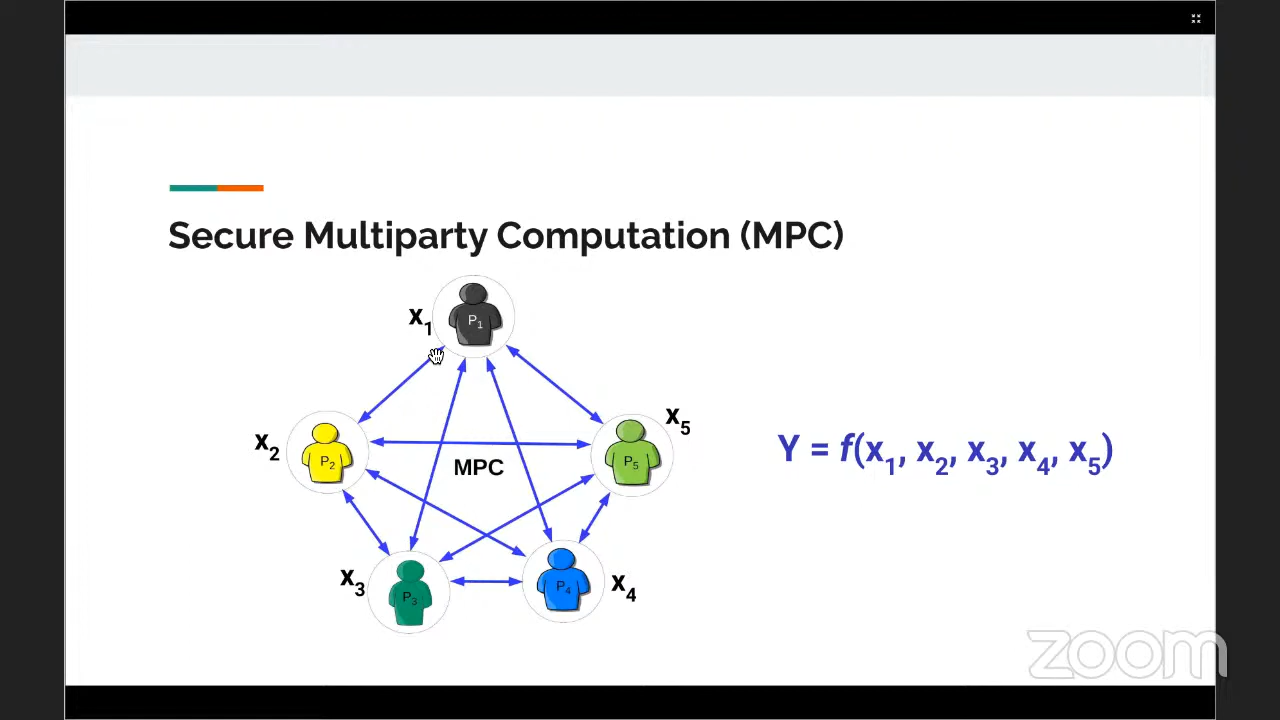 Secure Multiparty Computation (MPC)
x1
P1
x2
P2
x5
P5
MPC
Y = f(x1, x2, x3, x4, x5)
x3
P3
P4
x4
zoom